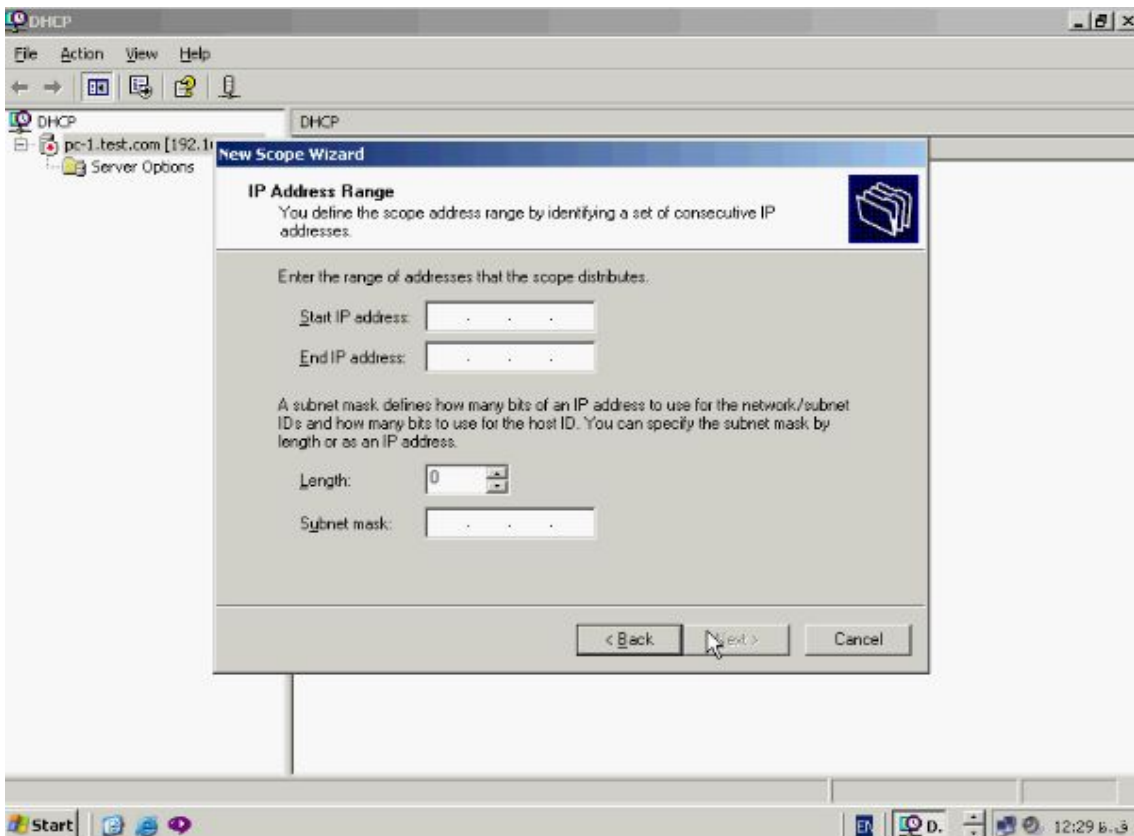 DHCP
File Action View Help
DHCP
DHCP
pc-1.test.com [192.1
Server Options
New Scope Wizard
IP Address Range
You define the scope address range by identifying a set of consecutive IP
addresses.
Enter the range of addresses that the scope distributes.
Start IP address:
End IP address:
A subnet mask defines how many bits of an IP address to use for the network/subnet
IDs and how many bits to use for the host ID. You can specify the subnet mask by
length or as an IP address.
Length: 0
Subnet mask:
< Back Next > Cancel
Start EN D. 12:29 ق.ظ